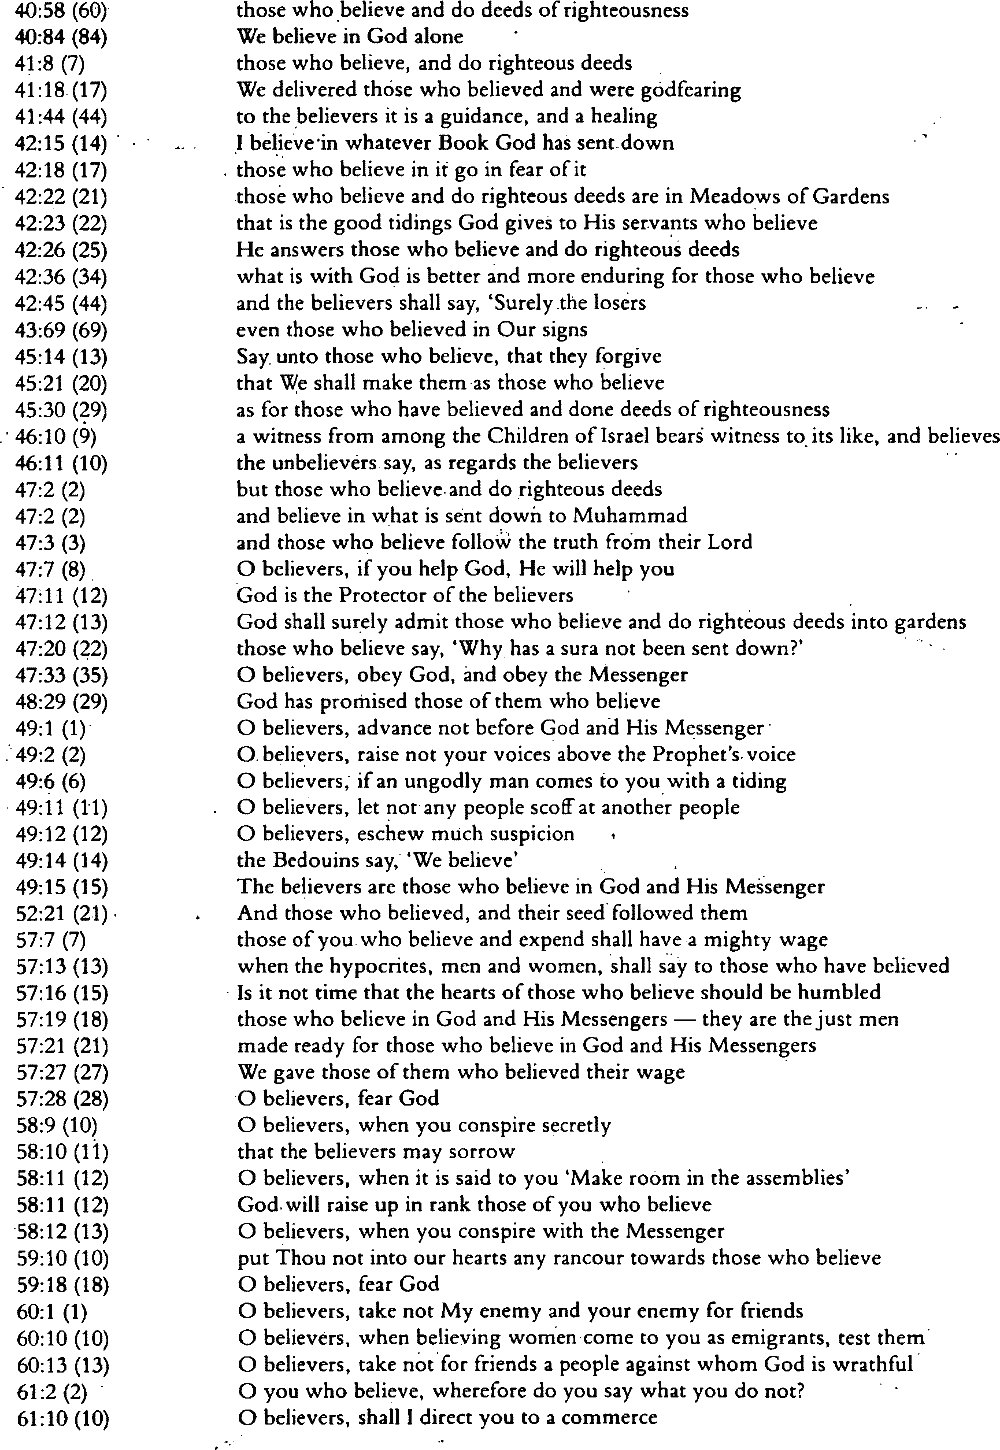 40:58 (60) those who believe and do deeds of righteousness
40:84 (84) We believe in God alone
41:8 (7) those who believe, and do righteous deeds
41:18 (17) We delivered those who believed and were godfearing
41:44 (44) to the believers it is a guidance, and a healing
42:15 (14) I believe in whatever Book God has sent down
42:18 (17) those who believe in it go in fear of it
42:22 (21) those who believe and do righteous deeds are in Meadows of Gardens
42:23 (22) that is the good tidings God gives to His servants who believe
42:26 (25) He answers those who believe and do righteous deeds
42:36 (34) what is with God is better and more enduring for those who believe
42:45 (44) and the believers shall say, 'Surely the losers
43:69 (69) even those who believed in Our signs
45:14 (13) Say unto those who believe, that they forgive
45:21 (20) that We shall make them as those who believe
45:30 (29) as for those who have believed and done deeds of righteousness
46:10 (9) a witness from among the Children of Israel bears witness to its like, and believes
46:11 (10) the unbelievers say, as regards the believers
47:2 (2) but those who believe and do righteous deeds
47:2 (2) and believe in what is sent down to Muhammad
47:3 (3) and those who believe follow the truth from their Lord
47:7 (8) O believers, if you help God, He will help you
47:11 (12) God is the Protector of the believers
47:12 (13) God shall surely admit those who believe and do righteous deeds into gardens
47:20 (22) those who believe say, 'Why has a sura not been sent down?'
47:33 (35) O believers, obey God, and obey the Messenger
48:29 (29) God has promised those of them who believe
49:1 (1) O believers, advance not before God and His Messenger
49:2 (2) O believers, raise not your voices above the Prophet's voice
49:6 (6) O believers, if an ungodly man comes to you with a tiding
49:11 (11) O believers, let not any people scoff at another people
49:12 (12) O believers, eschew much suspicion
49:14 (14) the Bedouins say, 'We believe'
49:15 (15) The believers are those who believe in God and His Messenger
52:21 (21) And those who believed, and their seed followed them
57:7 (7) those of you who believe and expend shall have a mighty wage
57:13 (13) when the hypocrites, men and women, shall say to those who have believed
57:16 (15) Is it not time that the hearts of those who believe should be humbled
57:19 (18) those who believe in God and His Messengers — they are the just men
57:21 (21) made ready for those who believe in God and His Messengers
57:27 (27) We gave those of them who believed their wage
57:28 (28) O believers, fear God
58:9 (10) O believers, when you conspire secretly
58:10 (11) that the believers may sorrow
58:11 (12) O believers, when it is said to you 'Make room in the assemblies'
58:11 (12) God will raise up in rank those of you who believe
58:12 (13) O believers, when you conspire with the Messenger
59:10 (10) put Thou not into our hearts any rancour towards those who believe
59:18 (18) O believers, fear God
60:1 (1) O believers, take not My enemy and your enemy for friends
60:10 (10) O believers, when believing women come to you as emigrants, test them
60:13 (13) O believers, take not for friends a people against whom God is wrathful
61:2 (2) O you who believe, wherefore do you say what you do not?
61:10 (10) O believers, shall I direct you to a commerce